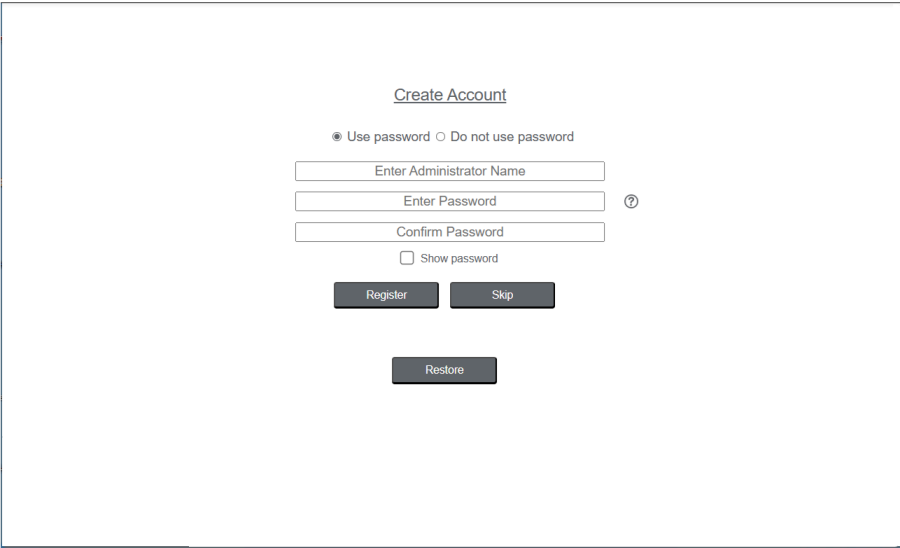 Create Account
Use password Do not use password
Enter Administrator Name
Enter Password ?
Confirm Password
Show password
Register Skip
Restore